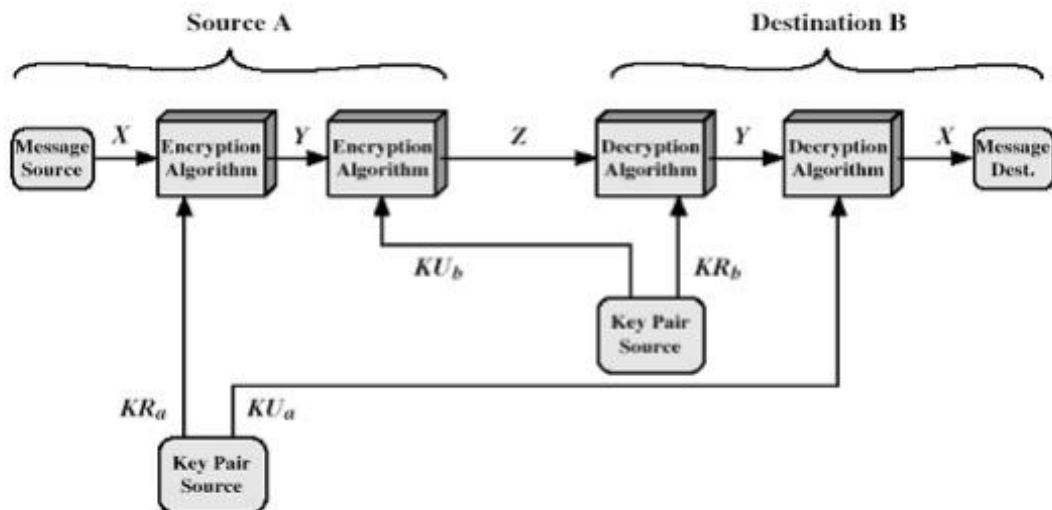 Source A
Destination B
Message
Source
X
Encryption
Algorithm
Y
Encryption
Algorithm
Z
Decryption
Algorithm
Y
Decryption
Algorithm
X
Message
Dest.
KUb
KRb
Key Pair
Source
KRa
KUa
Key Pair
Source